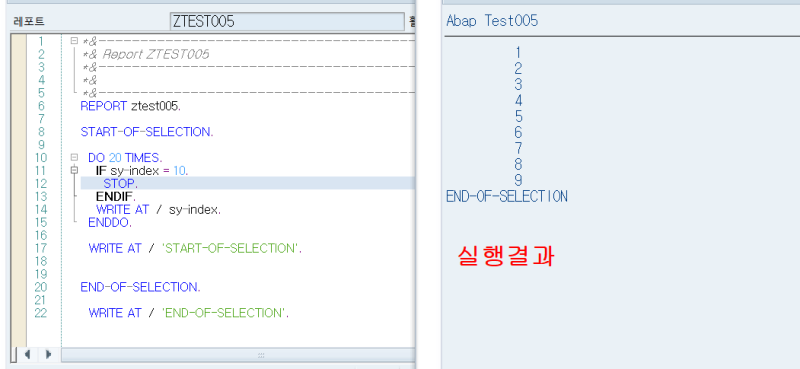 레포트 ZTEST005
1 *&---------------------------------------------------
2 *& Report ZTEST005
3 *&---------------------------------------------------
4 *&
5 *&---------------------------------------------------
6 REPORT ztest005.
7
8 START-OF-SELECTION.
9
10 DO 20 TIMES.
11 IF sy-index = 10.
12 STOP.
13 ENDIF.
14 WRITE AT / sy-index.
15 ENDDO.
16
17 WRITE AT / 'START-OF-SELECTION'.
18
19
20 END-OF-SELECTION.
21
22 WRITE AT / 'END-OF-SELECTION'.
Abap Test005
1
2
3
4
5
6
7
8
9
END-OF-SELECTION
실행결과